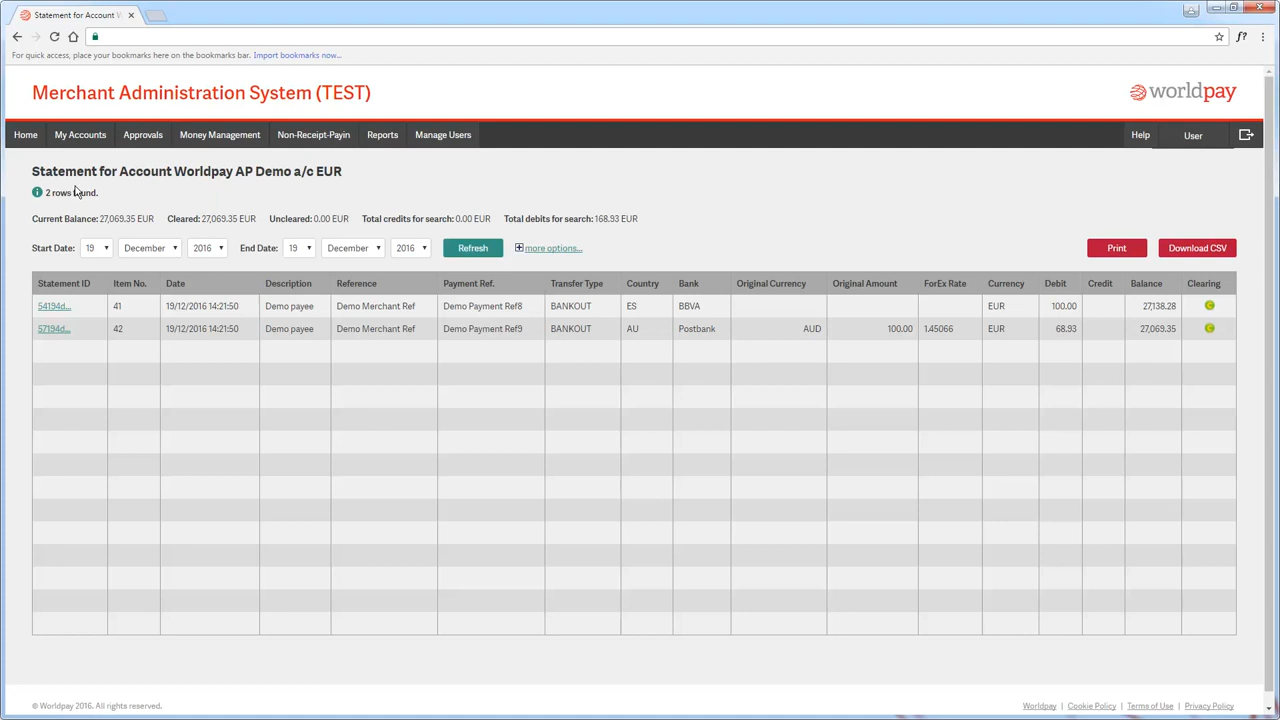 Statement for Account W
For quick access, place your bookmarks here on the bookmarks bar. Import bookmarks now...
Merchant Administration System (TEST)
worldpay
Home My Accounts Approvals Money Management Non-Receipt-Payin Reports Manage Users Help User
Statement for Account Worldpay AP Demo a/c EUR
2 rows found.
Current Balance: 27,069.35 EUR Cleared: 27,069.35 EUR Uncleared: 0.00 EUR Total credits for search: 0.00 EUR Total debits for search: 168.93 EUR
Start Date: 19 December 2016 End Date: 19 December 2016 Refresh more options... Print Download CSV
Statement ID Item No. Date Description Reference Payment Ref. Transfer Type Country Bank Original Currency Original Amount ForEx Rate Currency Debit Credit Balance Clearing
54194d... 41 19/12/2016 14:21:50 Demo payee Demo Merchant Ref Demo Payment Ref8 BANKOUT ES BBVA EUR 100.00 27,138.28 C
57194d... 42 19/12/2016 14:21:50 Demo payee Demo Merchant Ref Demo Payment Ref9 BANKOUT AU Postbank AUD 100.00 1.45066 EUR 68.93 27,069.35 C
© Worldpay 2016. All rights reserved. Worldpay Cookie Policy Terms of Use Privacy Policy